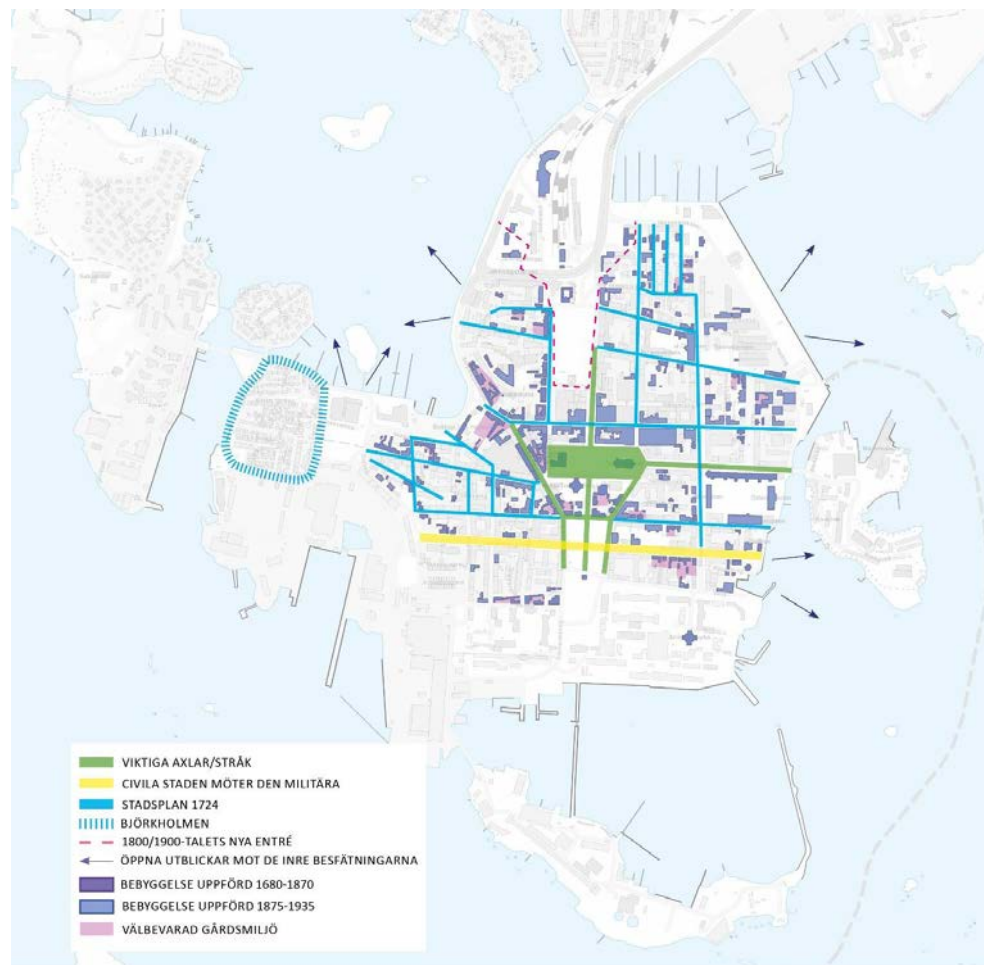 VIKTIGA AXLAR/STRÅK
CIVILA STADEN MÖTER DEN MILITÄRA
STADSPLAN 1724
BJÖRKHOLMEN
1800/1900-TALETS NYA ENTRÉ
ÖPPNA UTBLICKAR MOT DE INRE BESFÄTNINGARNA
BEBYGGELSE UPPFÖRD 1680-1870
BEBYGGELSE UPPFÖRD 1875-1935
VÄLBEVARAD GÅRDSMILJÖ